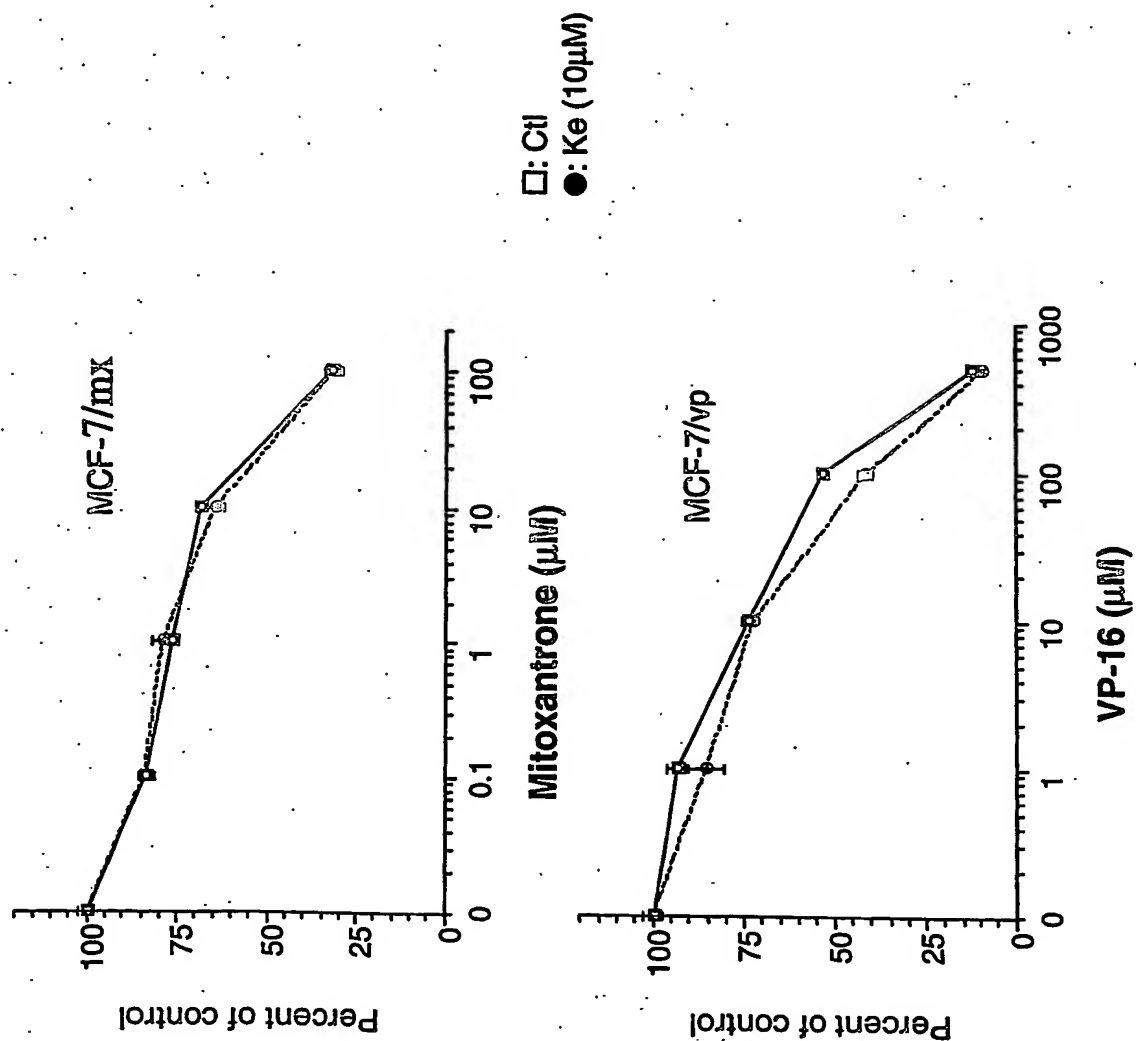 MCF-7/mx
Percent of control
100
75
50
25
0
0
0.1
1
10
100
Mitoxantrone (µM)
□: Ctl
●: Ke (10µM)
MCF-7/vp
Percent of control
100
75
50
25
0
0
1
10
100
1000
VP-16 (µM)